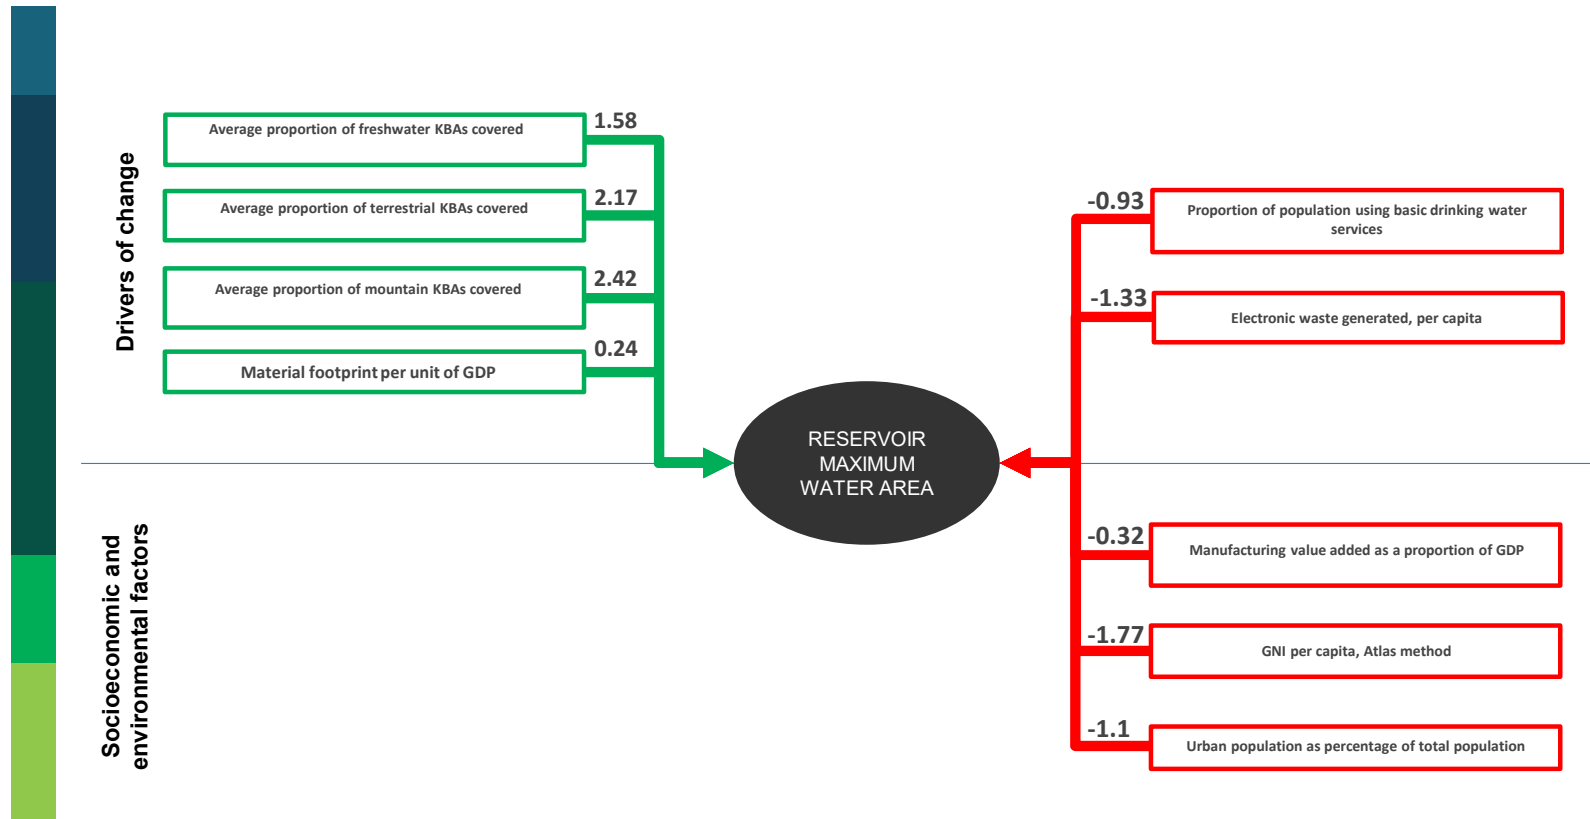 Drivers of change
Average proportion of freshwater KBAs covered
1.58
Average proportion of terrestrial KBAs covered
2.17
Average proportion of mountain KBAs covered
2.42
Material footprint per unit of GDP
0.24
-0.93
Proportion of population using basic drinking water
services
-1.33
Electronic waste generated, per capita
RESERVOIR
MAXIMUM
WATER AREA
Socioeconomic and
environmental factors
-0.32
Manufacturing value added as a proportion of GDP
-1.77
GNI per capita, Atlas method
-1.1
Urban population as percentage of total population